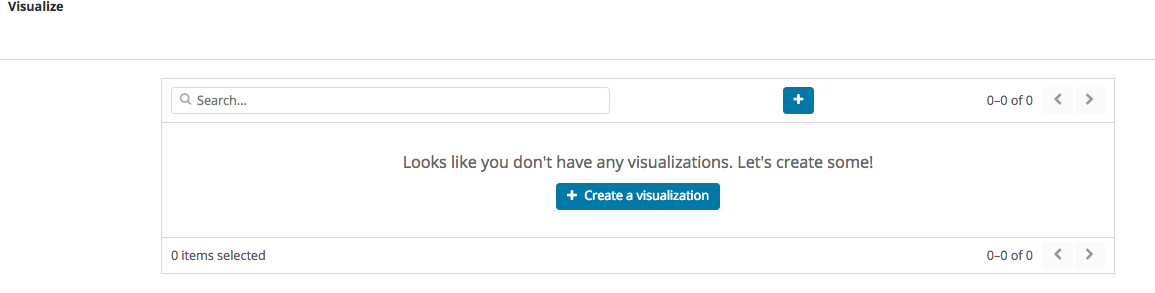 Visualize
Search...
0–0 of 0
Looks like you don't have any visualizations. Let's create some!
Create a visualization
0 items selected
0–0 of 0